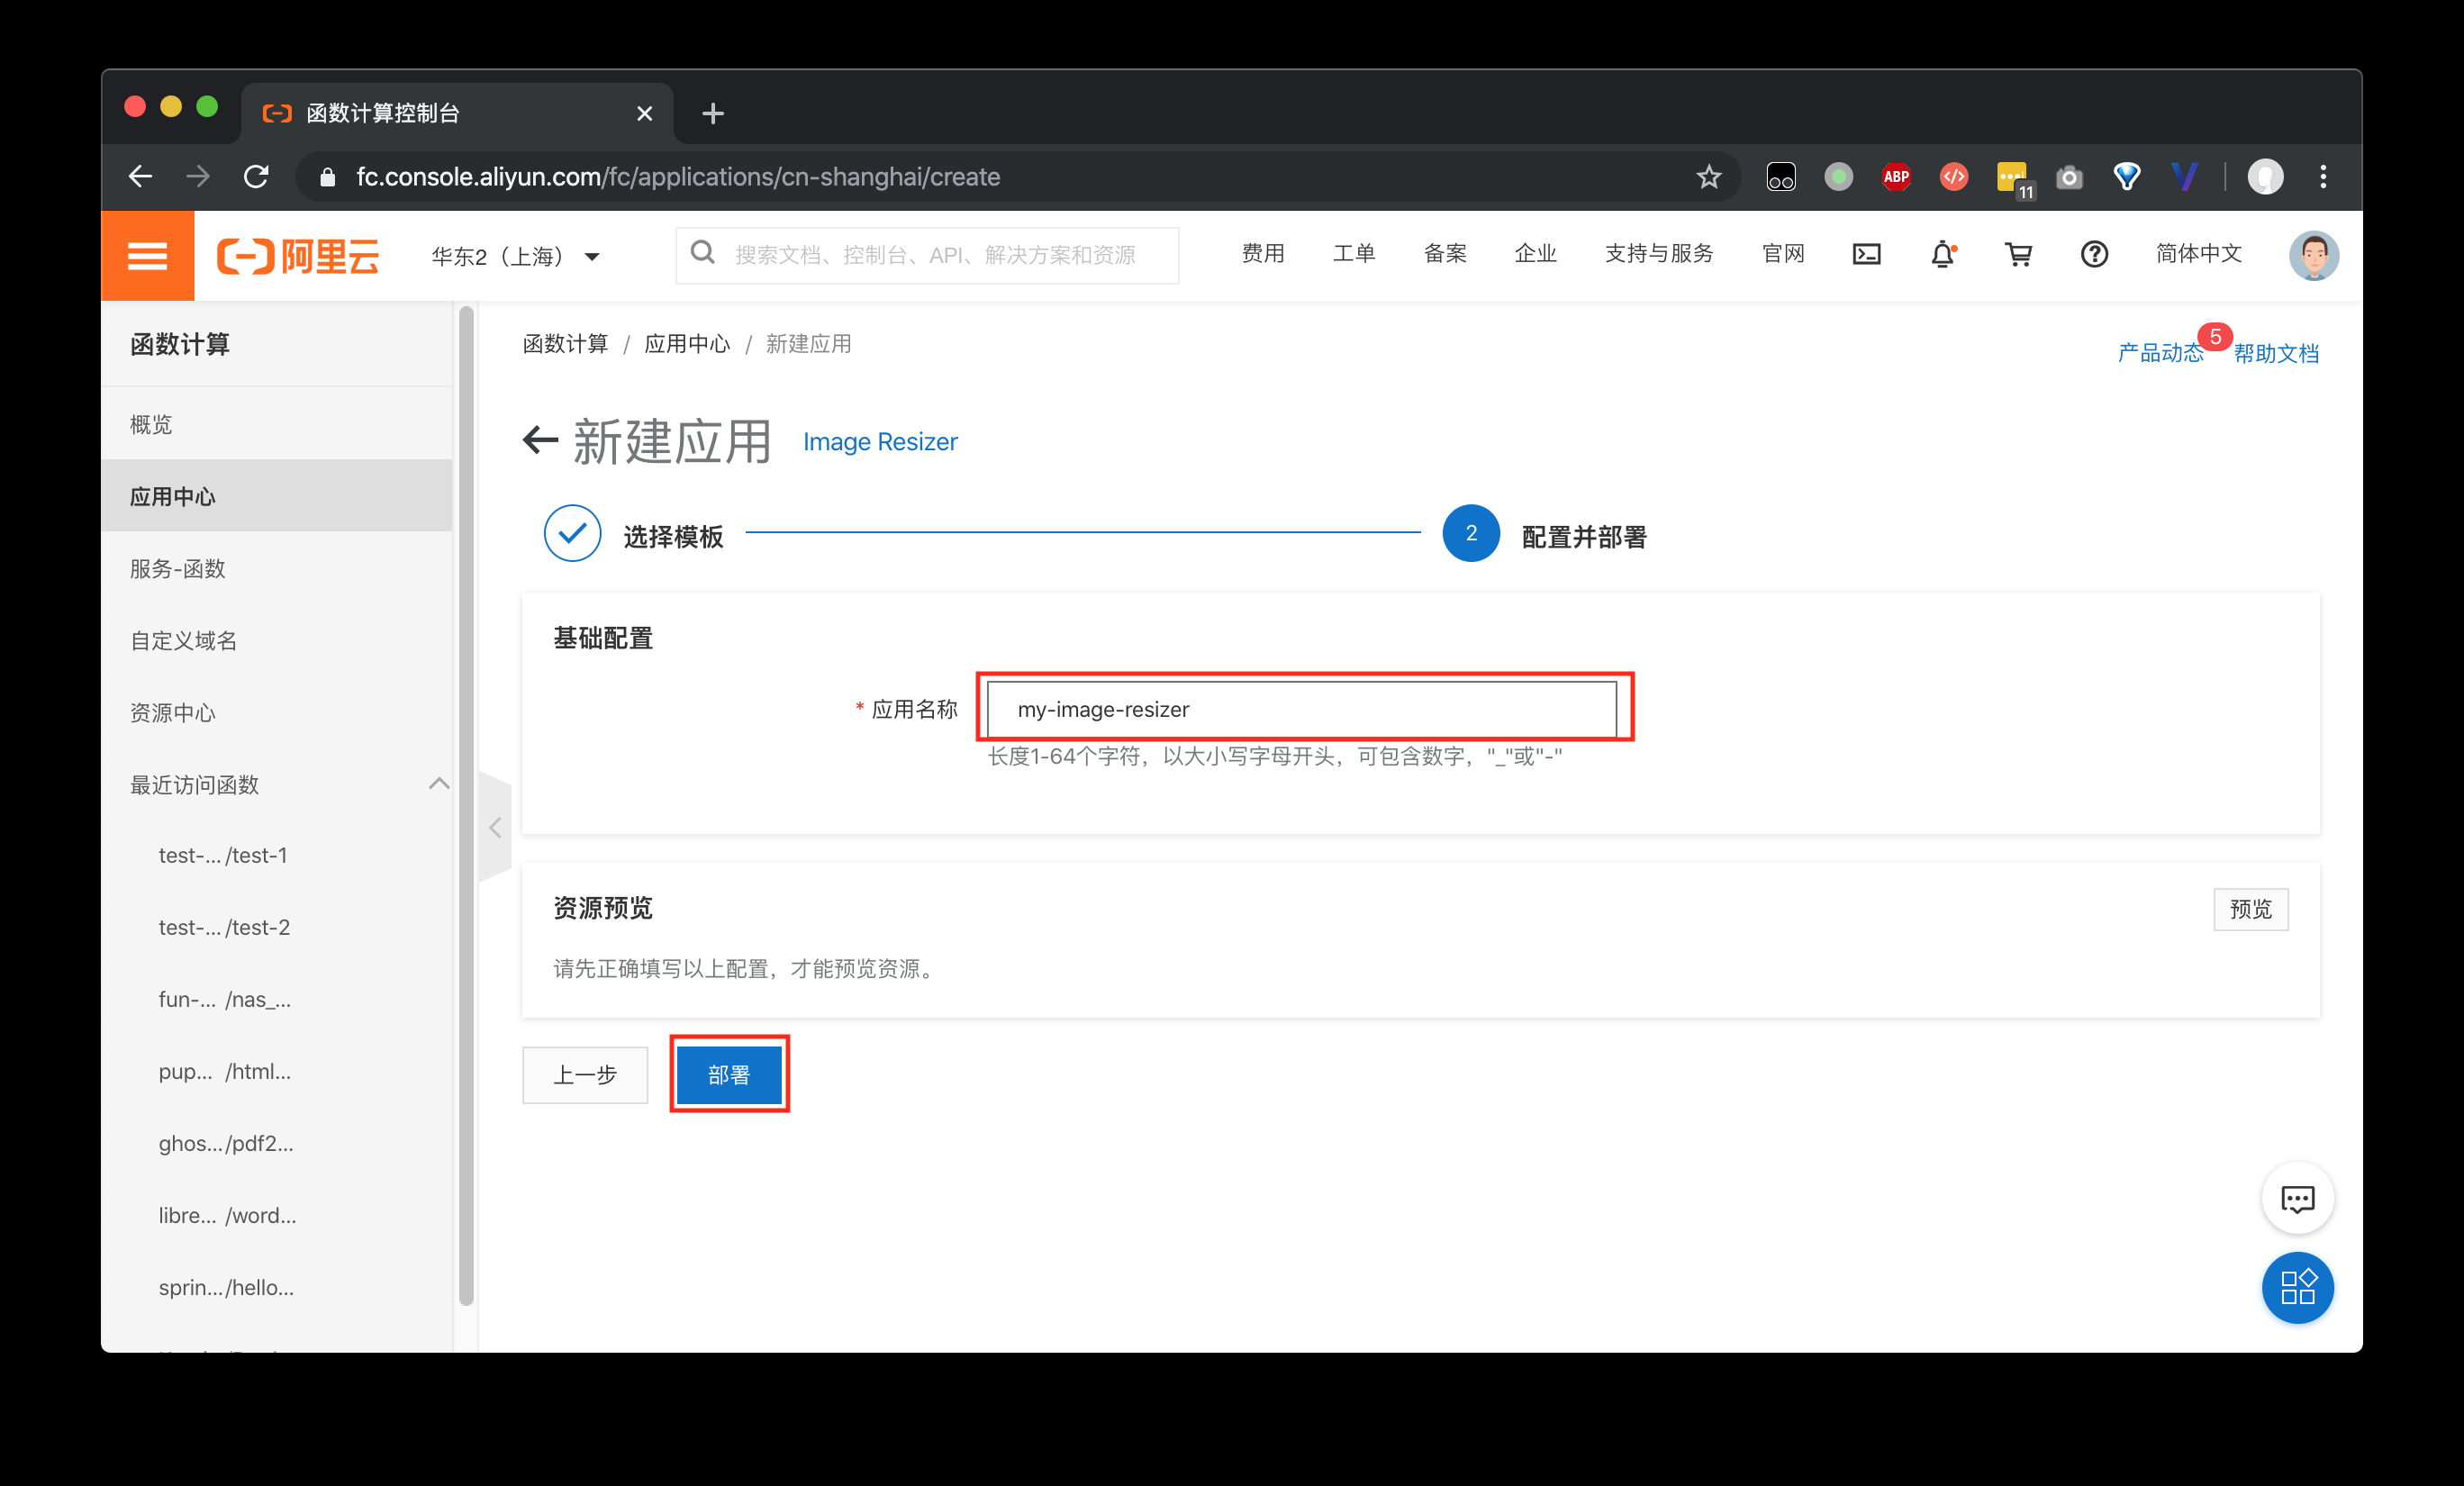 函数计算控制台
fc.console.aliyun.com/fc/applications/cn-shanghai/create
ABP
11
阿里云
华东2（上海）
搜索文档、控制台、API、解决方案和资源
费用
工单
备案
企业
支持与服务
官网
简体中文
函数计算
概览
应用中心
服务-函数
自定义域名
资源中心
最近访问函数
test-... /test-1
test-... /test-2
fun-... /nas_...
pup... /html...
ghos... /pdf2...
libre... /word...
sprin... /hello...
函数计算 / 应用中心 / 新建应用
产品动态
5
帮助文档
新建应用 Image Resizer
选择模板
2
配置并部署
基础配置
* 应用名称
my-image-resizer
长度1-64个字符，以大小写字母开头，可包含数字，"_"或"-"
资源预览
预览
请先正确填写以上配置，才能预览资源。
上一步
部署